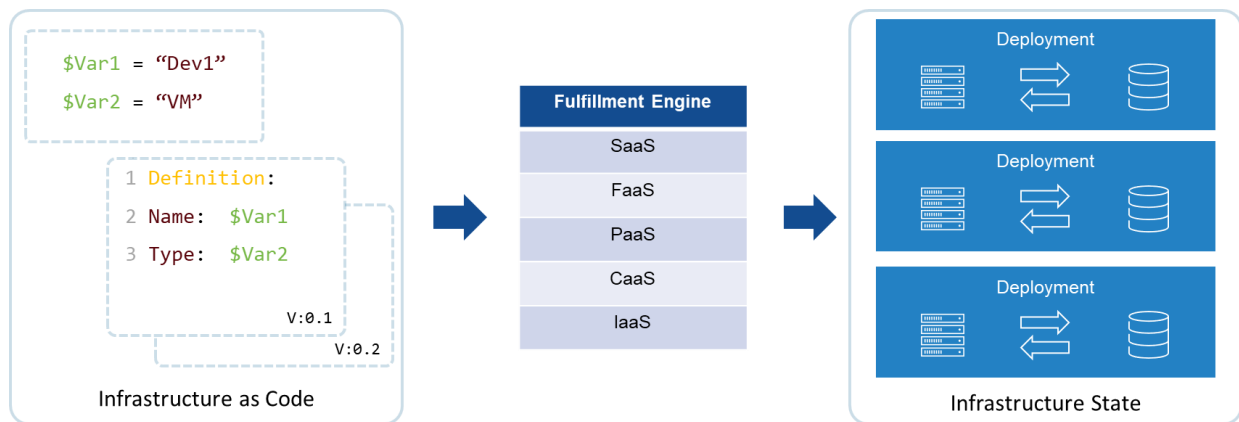 $Var1 = “Dev1”
$Var2 = “VM”
1 Definition:
2 Name: $Var1
3 Type: $Var2
V:0.1
V:0.2
Infrastructure as Code
Fulfillment Engine
SaaS
FaaS
PaaS
CaaS
IaaS
Deployment
Deployment
Deployment
Infrastructure State